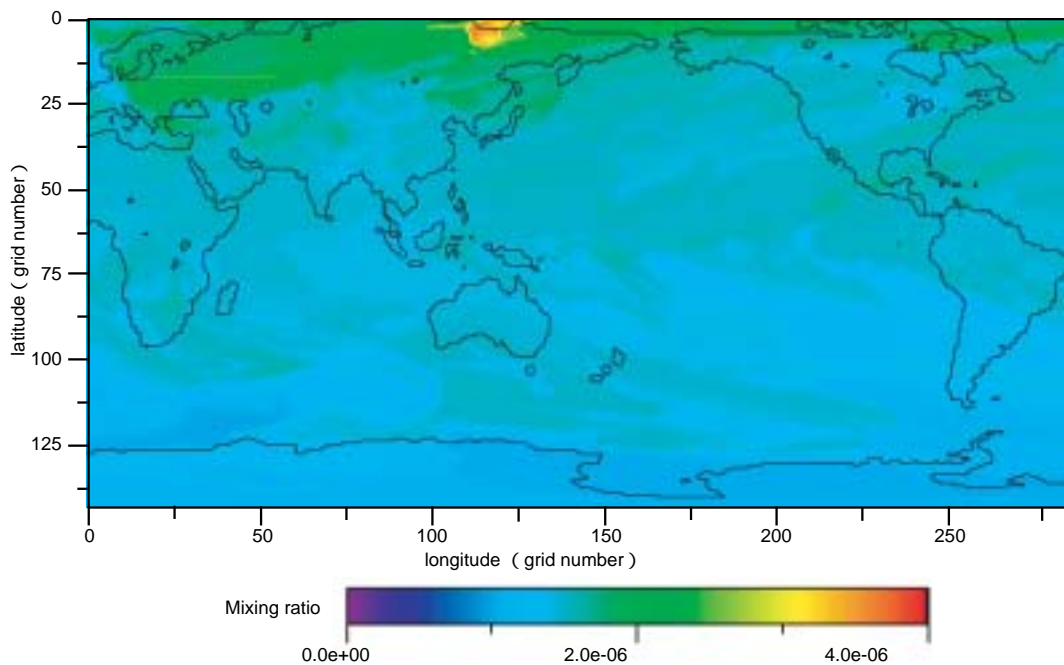 0
25
50
75
100
125
latitude ( grid number )
0 50 100 150 200 250
longitude ( grid number )
Mixing ratio
0.0e+00 2.0e-06 4.0e-06